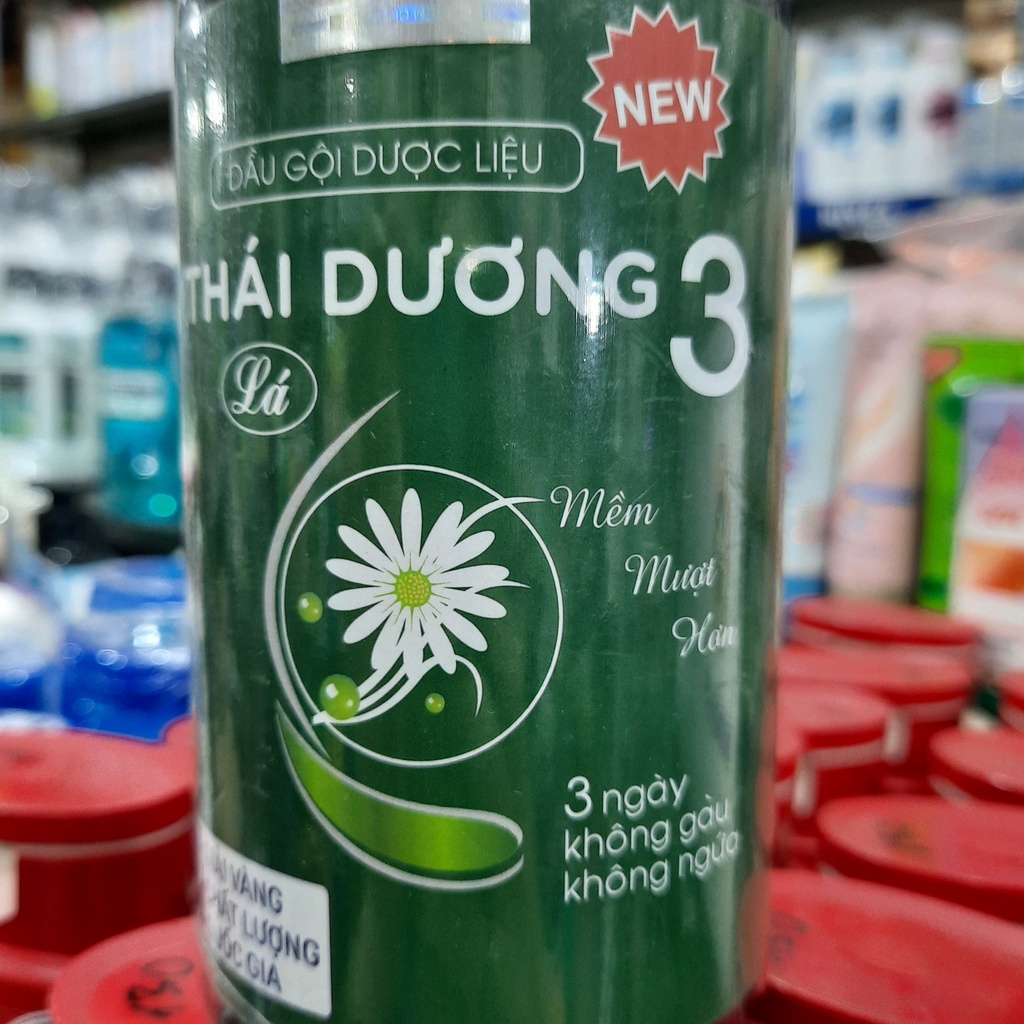 NEW
DẦU GỘI DƯỢC LIỆU
THÁI DƯƠNG 3
Lá
Mềm
Mượt
Hơn
3 ngày
không gàu
không ngứa
VÀNG
LƯỢNG
GIA